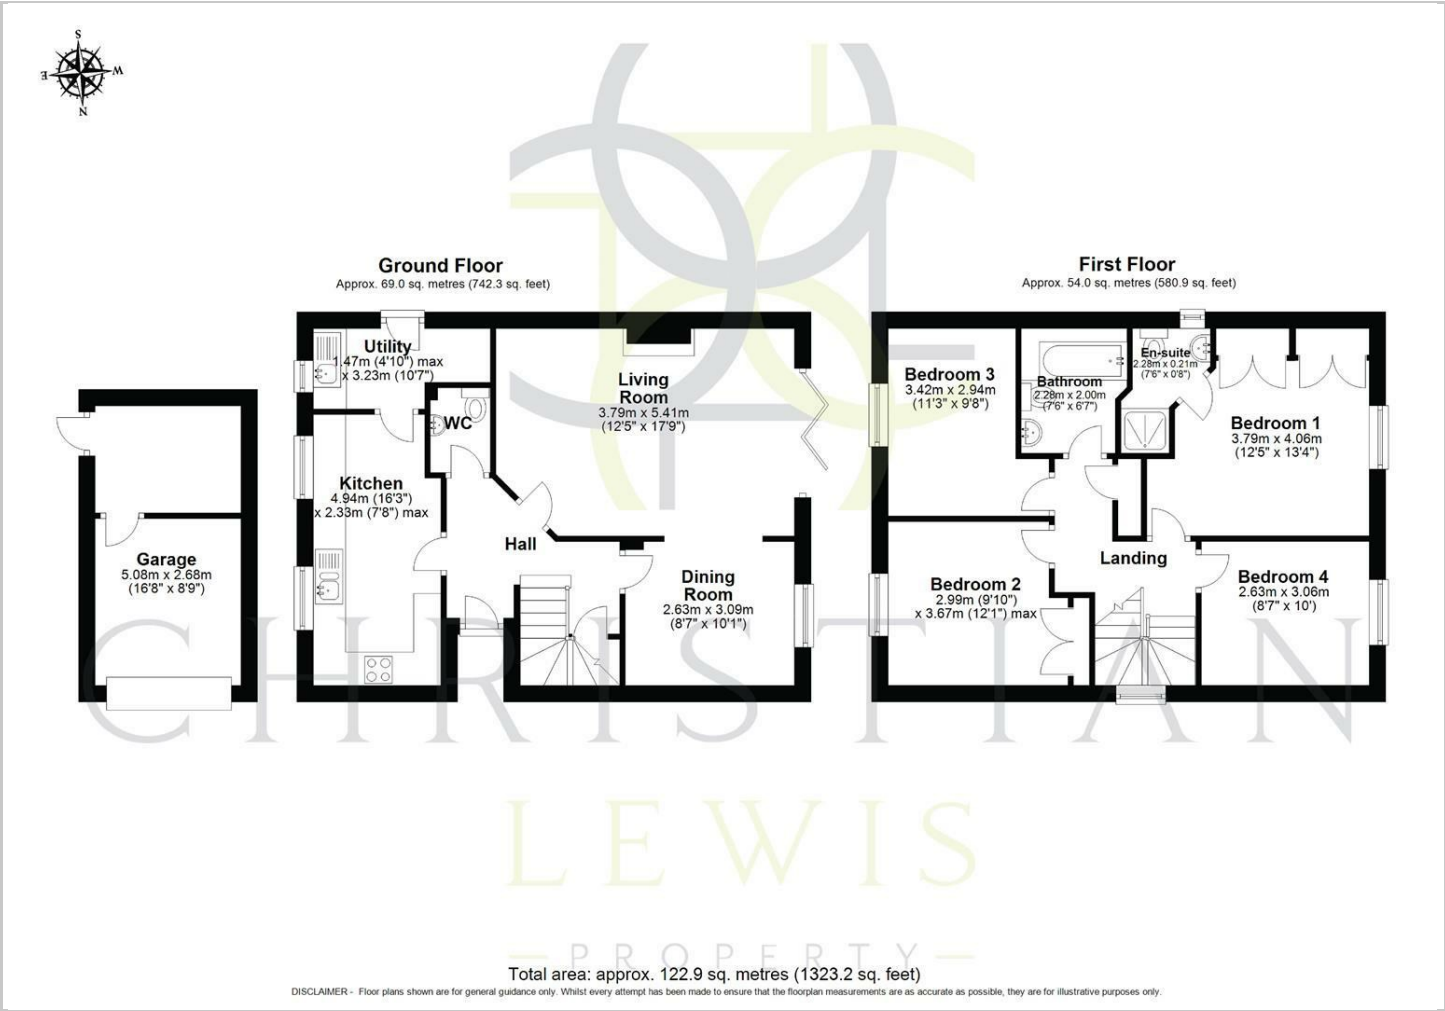 S
E
W
N
Ground Floor
Approx. 69.0 sq. metres (742.3 sq. feet)
First Floor
Approx. 54.0 sq. metres (580.9 sq. feet)
Utility
1.47m (4'10") max
x 3.23m (10'7")
WC
Living
Room
3.79m x 5.41m
(12'5" x 17'9")
Kitchen
4.94m (16'3")
x 2.33m (7'8") max
Hall
Dining
Room
2.63m x 3.09m
(8'7" x 10'1")
Garage
5.08m x 2.68m
(16'8" x 8'9")
Bedroom 3
3.42m x 2.94m
(11'3" x 9'8")
Bathroom
2.28m x 2.00m
(7'6" x 6'7")
En-suite
2.28m x 0.21m
(7'6" x 0'8")
Bedroom 1
3.79m x 4.06m
(12'5" x 13'4")
Landing
Bedroom 2
2.99m (9'10")
x 3.67m (12'1") max
Bedroom 4
2.63m x 3.06m
(8'7" x 10')
CHRISTIAN
LEWIS
PROPERTY
Total area: approx. 122.9 sq. metres (1323.2 sq. feet)
DISCLAIMER - Floor plans shown are for general guidance only. Whilst every attempt has been made to ensure that the floorplan measurements are as accurate as possible, they are for illustrative purposes only.